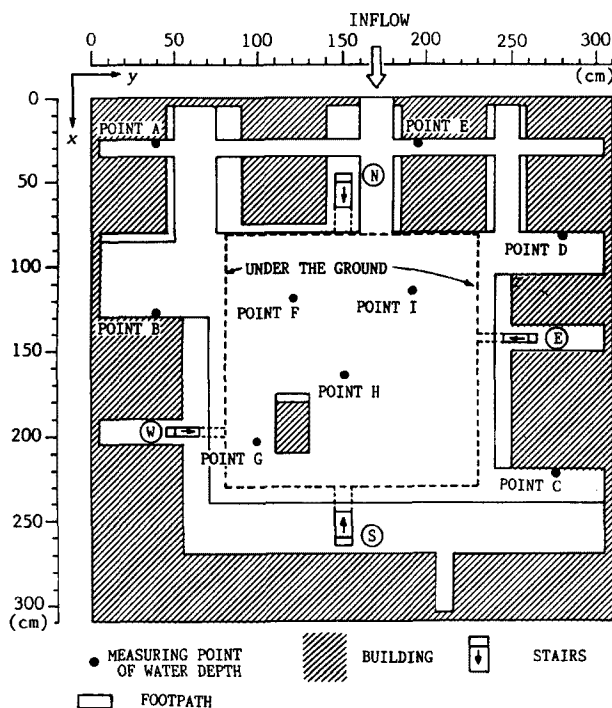 INFLOW
0 50 100 150 200 250 300
(cm)
y
x
0
50
100
150
200
250
300
(cm)
POINT A
POINT E
N
POINT D
UNDER THE GROUND
POINT F
POINT I
POINT B
E
POINT H
W
POINT G
POINT C
S
MEASURING POINT
OF WATER DEPTH
BUILDING
STAIRS
FOOTPATH